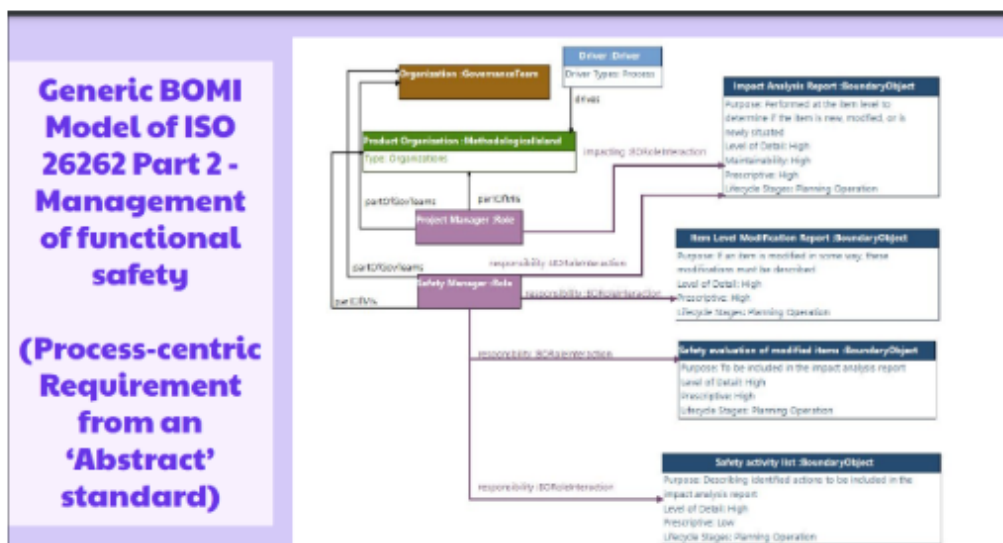 Generic BOMI
Model of ISO
26262 Part 2 -
Management
of functional
safety
(Process-centric
Requirement
from an
‘Abstract’
standard)
Organization :GovernanceTeam
Driver :Driver
Driver Types: Process
drives
Product Organization :MethodologicalIsland
Type: Organizations
partOfGovTeams
partOfMIs
Project Manager :Role
impacting :BORoleInteraction
responsibility :BORoleInteraction
partOfGovTeams
Safety Manager :Role
responsibility :BORoleInteraction
partOfMIs
responsibility :BORoleInteraction
responsibility :BORoleInteraction
Impact Analysis Report :BoundaryObject
Purpose: Performed at the item level to
determine if the item is new, modified, or is
newly situated
Level of Detail: High
Maintainability: High
Prescriptive: High
Lifecycle Stages: Planning Operation
Item Level Modification Report :BoundaryObject
Purpose: If an item is modified in some way, these
modifications must be described
Level of Detail: High
Prescriptive: High
Lifecycle Stages: Planning Operation
Safety evaluation of modified items :BoundaryObject
Purpose: To be included in the impact analysis report
Level of Detail: High
Prescriptive: High
Lifecycle Stages: Planning Operation
Safety activity list :BoundaryObject
Purpose: Describing identified actions to be included in the
impact analysis report
Level of Detail: High
Prescriptive: Low
Lifecycle Stages: Planning Operation